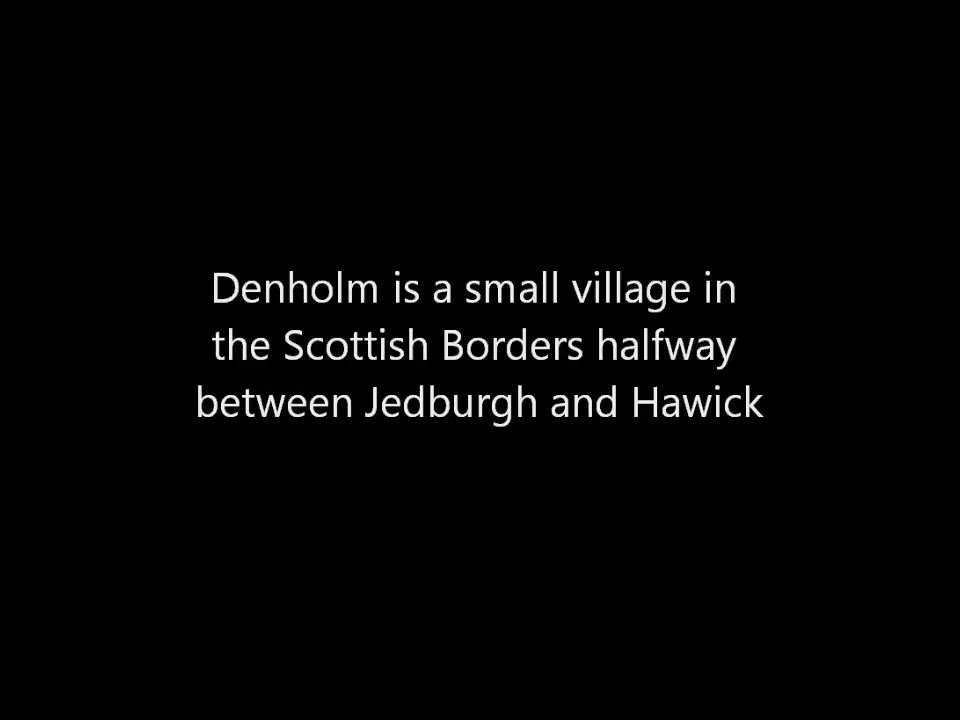 Denholm is a small village in
the Scottish Borders halfway
between Jedburgh and Hawick